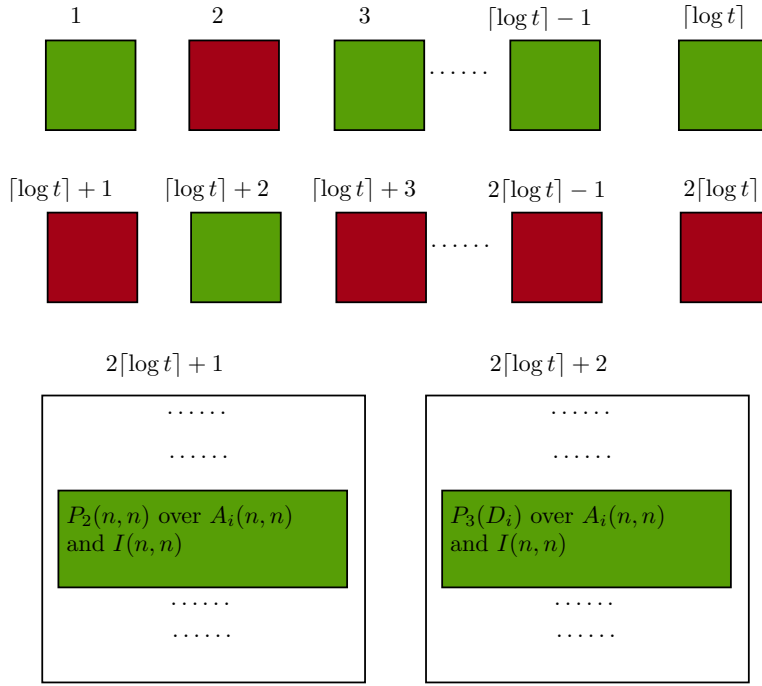 1 2 3 ⌈log t⌉ − 1 ⌈log t⌉
······
⌈log t⌉ + 1 ⌈log t⌉ + 2 ⌈log t⌉ + 3 2⌈log t⌉ − 1 2⌈log t⌉
······
2⌈log t⌉ + 1 2⌈log t⌉ + 2
······ ······
······ ······
P₂(n, n) over Aᵢ(n, n)
and I(n, n)
P₃(Dᵢ) over Aᵢ(n, n)
and I(n, n)
······ ······
······ ······